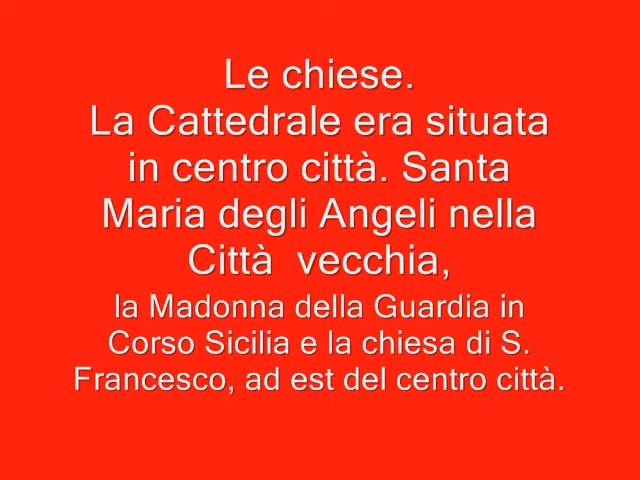 Le chiese.
La Cattedrale era situata
in centro città. Santa
Maria degli Angeli nella
Città  vecchia,
la Madonna della Guardia in
Corso Sicilia e la chiesa di S.
Francesco, ad est del centro città.